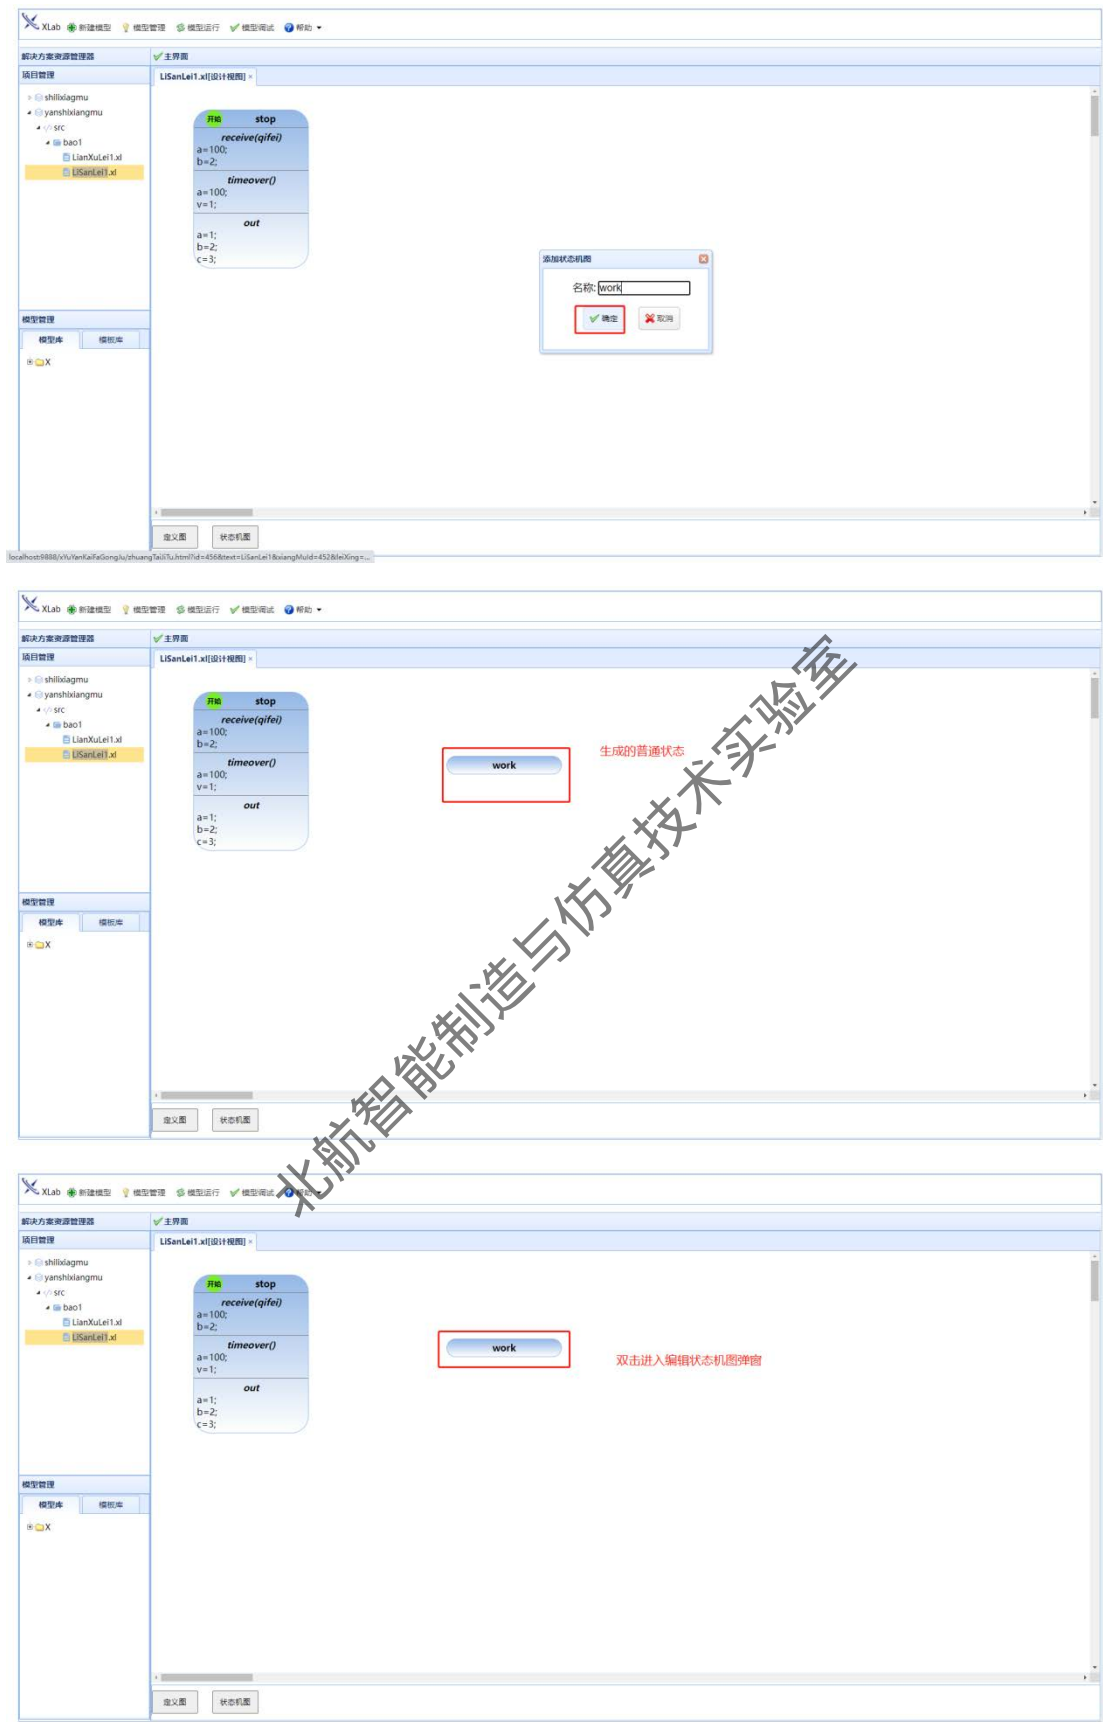 XLab 新建模型 模型管理 模型运行 模型调试 帮助
解决方案资源管理器 主界面
项目管理 LiSanLei1.xl[设计视图] ×
shilixiagmu
yanshixiangmu
src
bao1
LianXuLei1.xl
LiSanLei1.xl
开始 stop
receive(qifei)
a=100;
b=2;
timeover()
a=100;
v=1;
out
a=1;
b=2;
c=3;
添加状态机图
名称: work
确定 取消
模型管理
模型库 模板库
X
定义图 状态机图
localhost:9888/xYuYanKaiFaGongJu/zhuangTaiJiTu.html?id=456&text=LiSanLei1&xiangMuId=452&leiXing=...
XLab 新建模型 模型管理 模型运行 模型调试 帮助
解决方案资源管理器 主界面
项目管理 LiSanLei1.xl[设计视图] ×
shilixiagmu
yanshixiangmu
src
bao1
LianXuLei1.xl
LiSanLei1.xl
开始 stop
receive(qifei)
a=100;
b=2;
timeover()
a=100;
v=1;
out
a=1;
b=2;
c=3;
work
生成的普通状态
模型管理
模型库 模板库
X
定义图 状态机图
北航智能制造与仿真技术实验室
XLab 新建模型 模型管理 模型运行 模型调试 帮助
解决方案资源管理器 主界面
项目管理 LiSanLei1.xl[设计视图] ×
shilixiagmu
yanshixiangmu
src
bao1
LianXuLei1.xl
LiSanLei1.xl
开始 stop
receive(qifei)
a=100;
b=2;
timeover()
a=100;
v=1;
out
a=1;
b=2;
c=3;
work
双击进入编辑状态机图弹窗
模型管理
模型库 模板库
X
定义图 状态机图